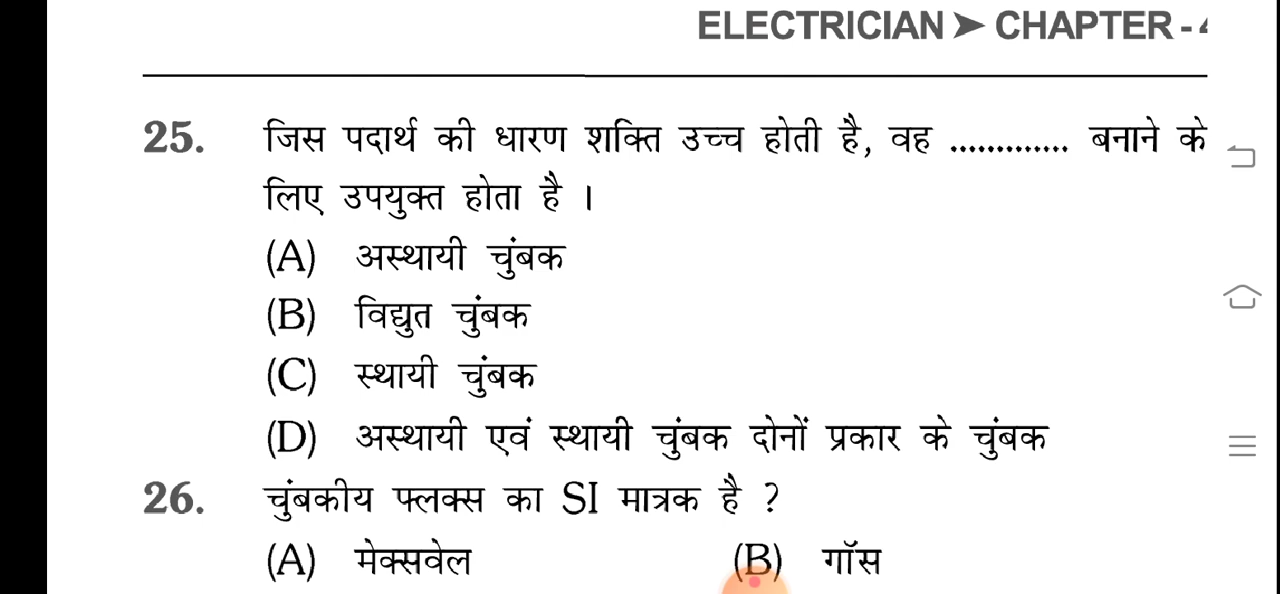 ELECTRICIAN ➤ CHAPTER -
25. जिस पदार्थ की धारण शक्ति उच्च होती है, वह ............. बनाने के
लिए उपयुक्त होता है ।
(A) अस्थायी चुंबक
(B) विद्युत चुंबक
(C) स्थायी चुंबक
(D) अस्थायी एवं स्थायी चुंबक दोनों प्रकार के चुंबक
26. चुंबकीय फ्लक्स का SI मात्रक है ?
(A) मेक्सवेल (B) गॉस